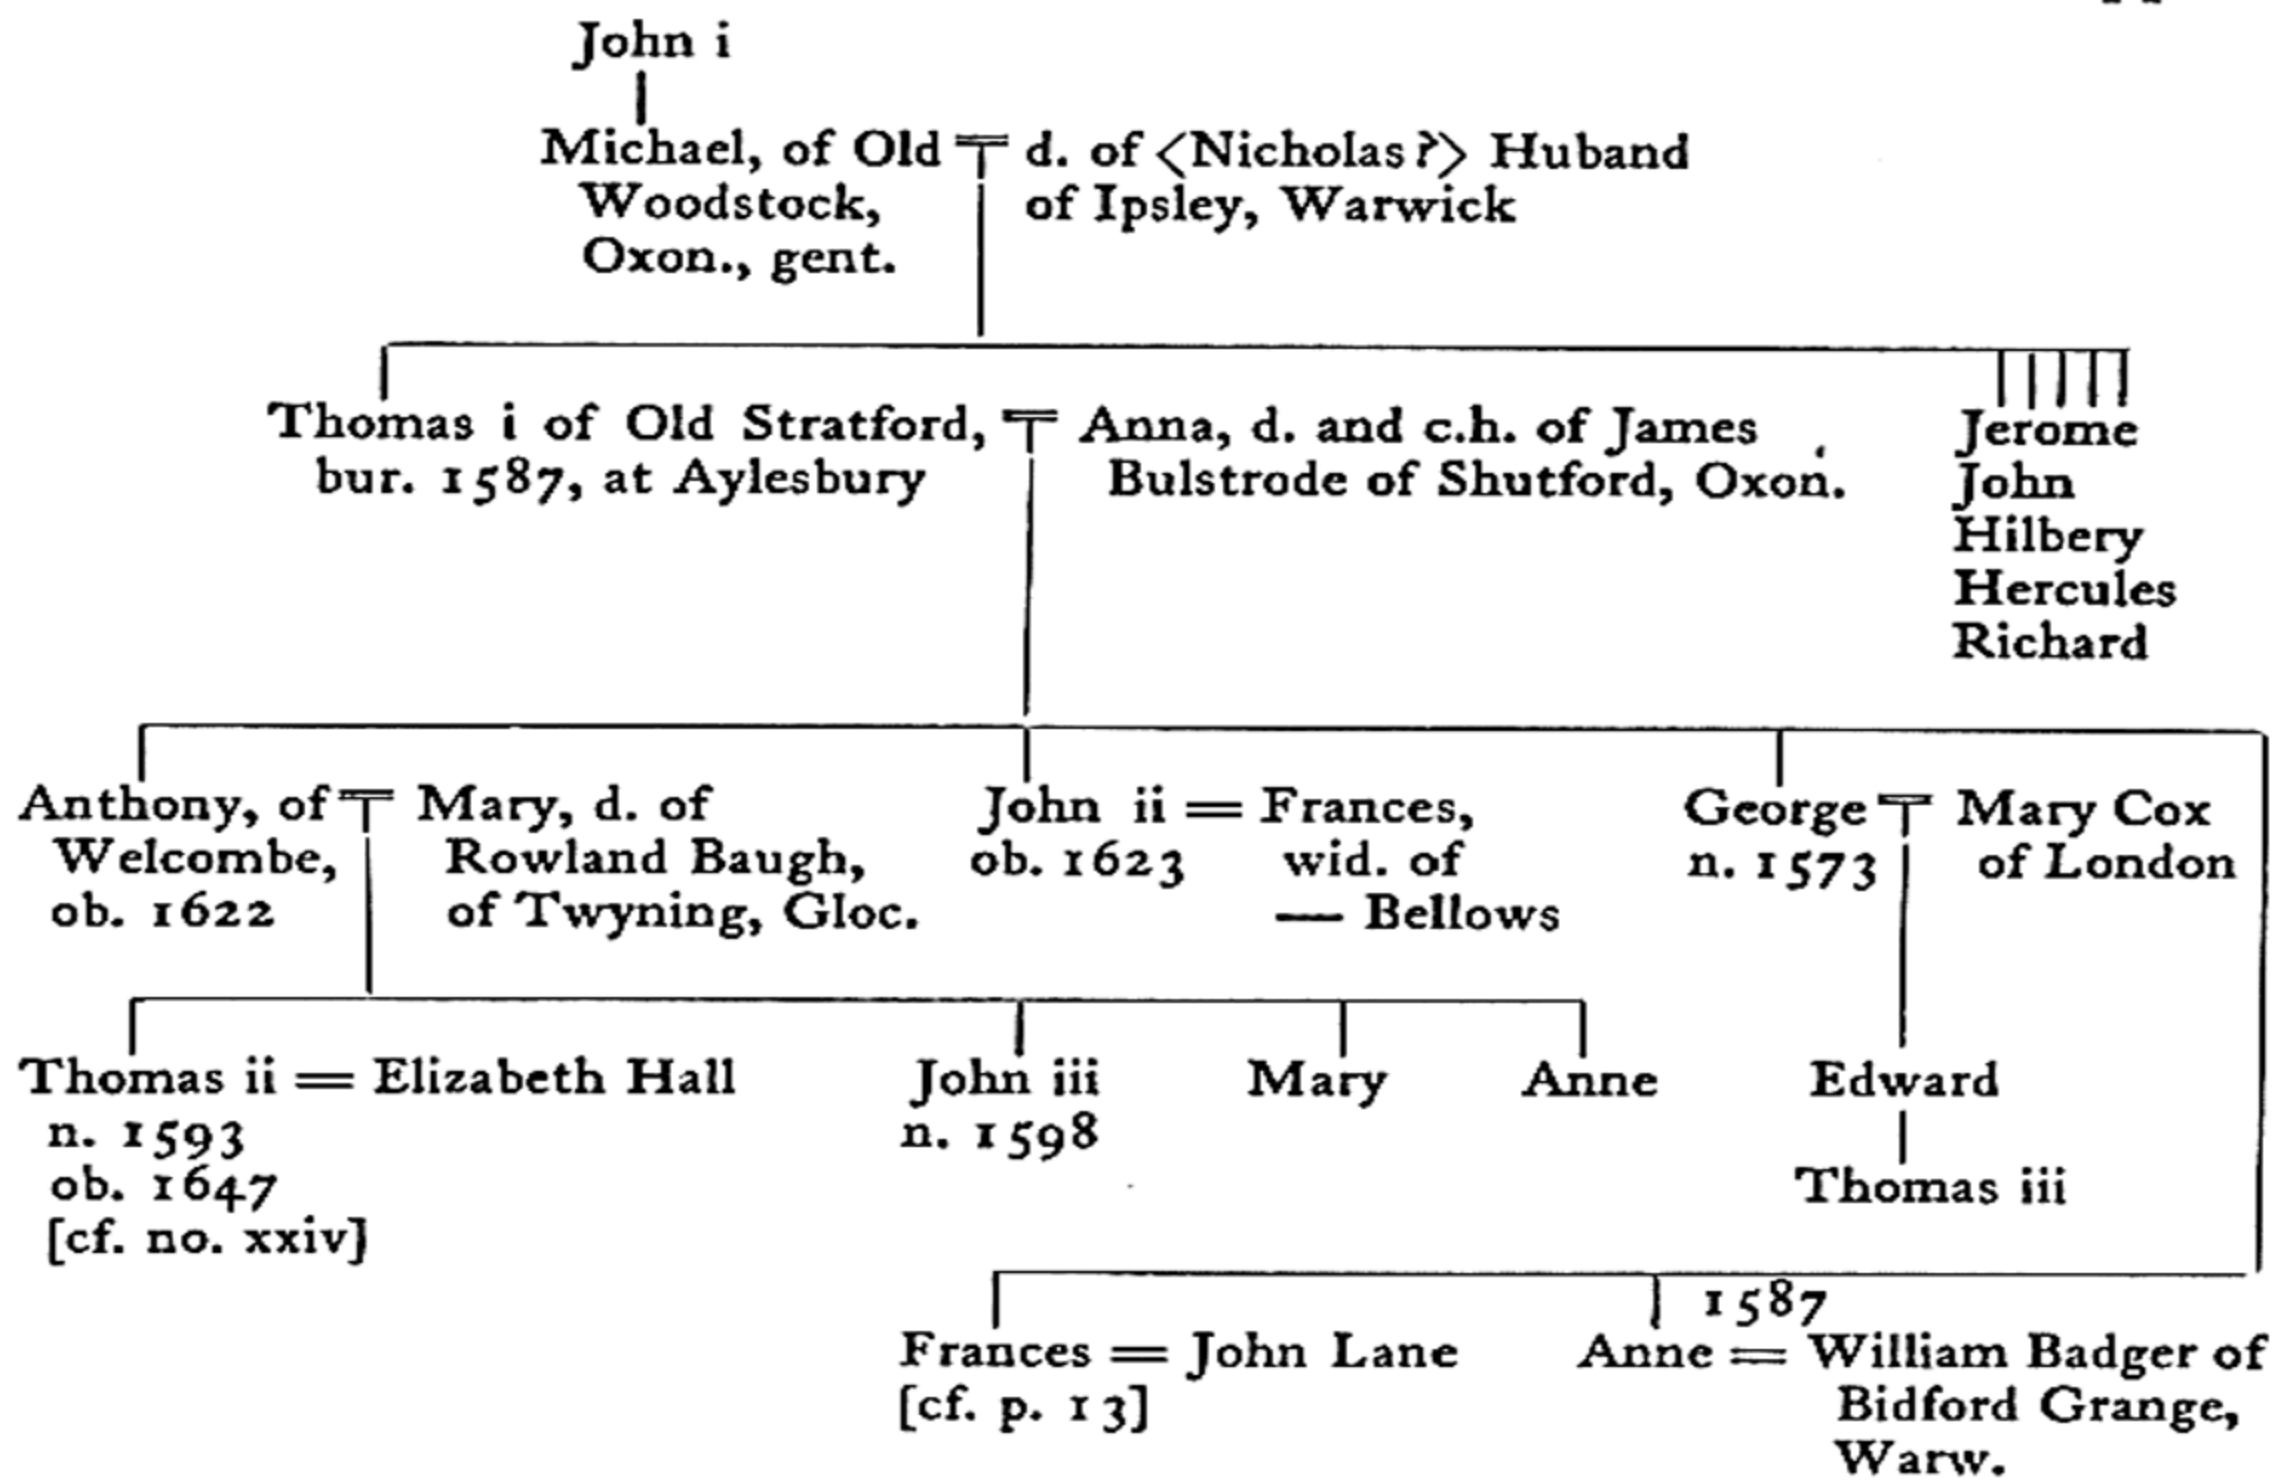 John i
Michael, of Old = d. of <Nicholas?> Huband
Woodstock, of Ipsley, Warwick
Oxon., gent.
Thomas i of Old Stratford, = Anna, d. and c.h. of James Jerome
bur. 1587, at Aylesbury Bulstrode of Shutford, Oxon. John
Hilbery
Hercules
Richard
Anthony, of = Mary, d. of John ii = Frances, George = Mary Cox
Welcombe, Rowland Baugh, ob. 1623 wid. of n. 1573 of London
ob. 1622 of Twyning, Gloc. — Bellows
Thomas ii = Elizabeth Hall John iii Mary Anne Edward
n. 1593 n. 1598
ob. 1647 Thomas iii
[cf. no. xxiv]
1587
Frances = John Lane Anne = William Badger of
[cf. p. 13] Bidford Grange,
Warw.